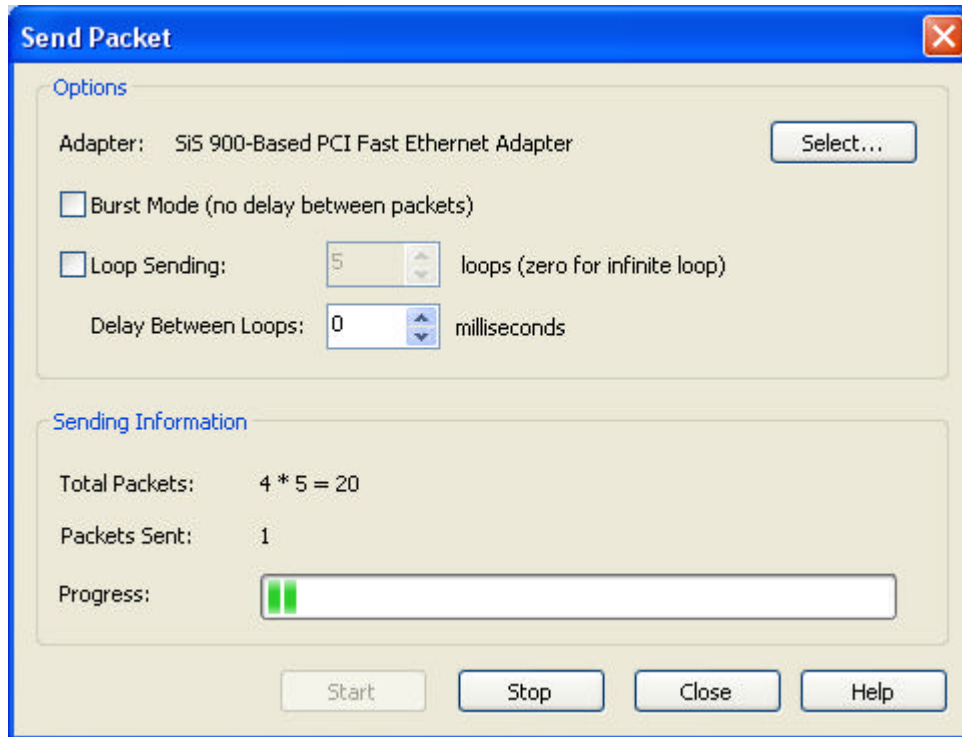 Send Packet
Options
Adapter: SiS 900-Based PCI Fast Ethernet Adapter Select...
Burst Mode (no delay between packets)
Loop Sending: 5 loops (zero for infinite loop)
Delay Between Loops: 0 milliseconds
Sending Information
Total Packets: 4 * 5 = 20
Packets Sent: 1
Progress:
Start Stop Close Help